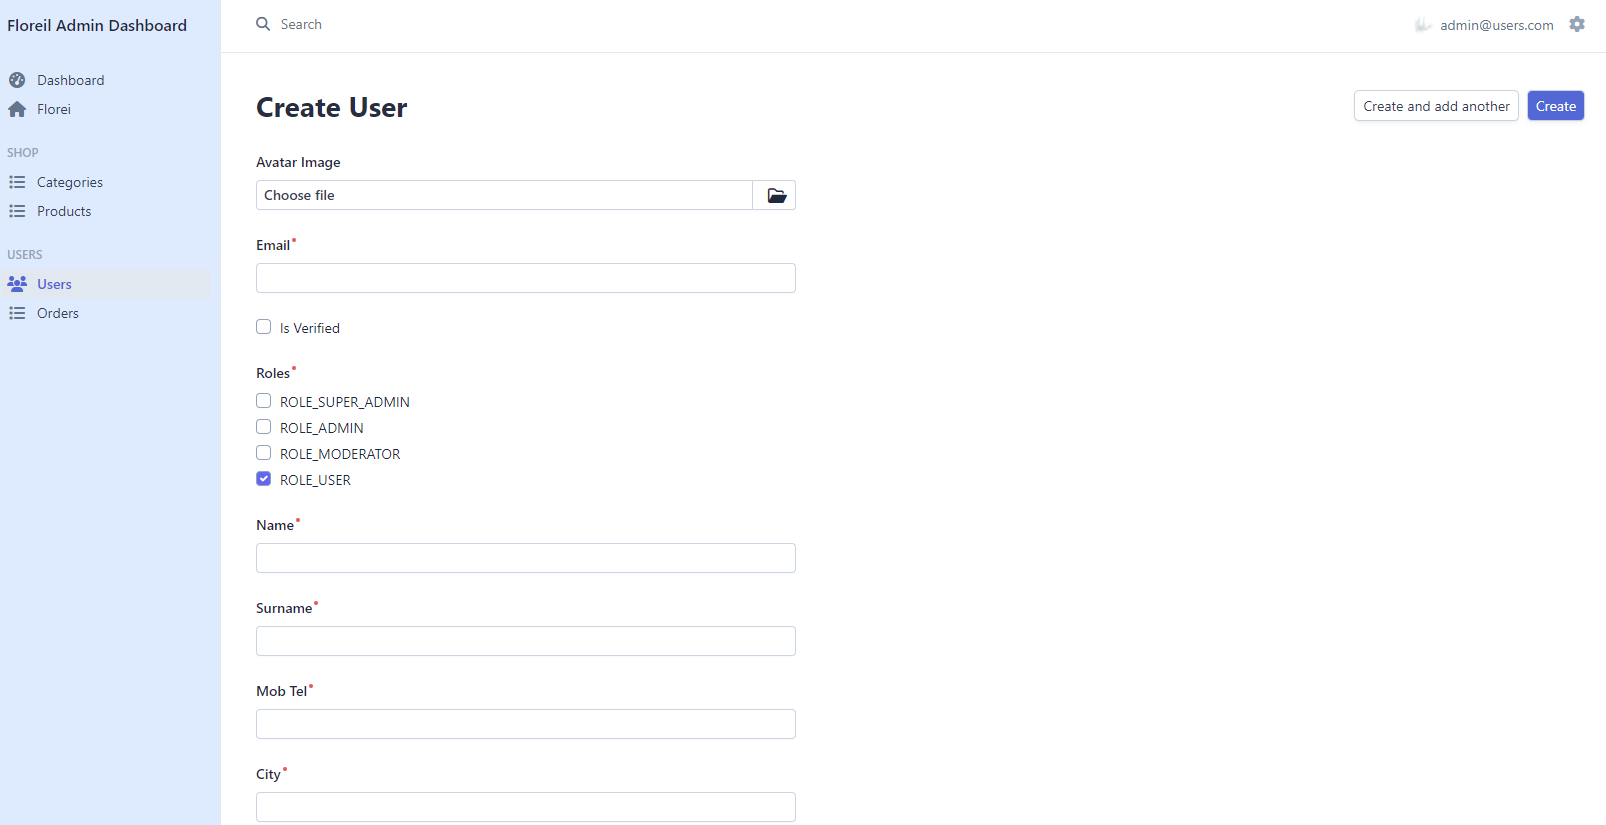 Floreil Admin Dashboard
Dashboard
Florei
SHOP
Categories
Products
USERS
Users
Orders
Search
admin@users.com
Create User
Create and add another
Create
Avatar Image
Choose file
Email
Is Verified
Roles
ROLE_SUPER_ADMIN
ROLE_ADMIN
ROLE_MODERATOR
ROLE_USER
Name
Surname
Mob Tel
City